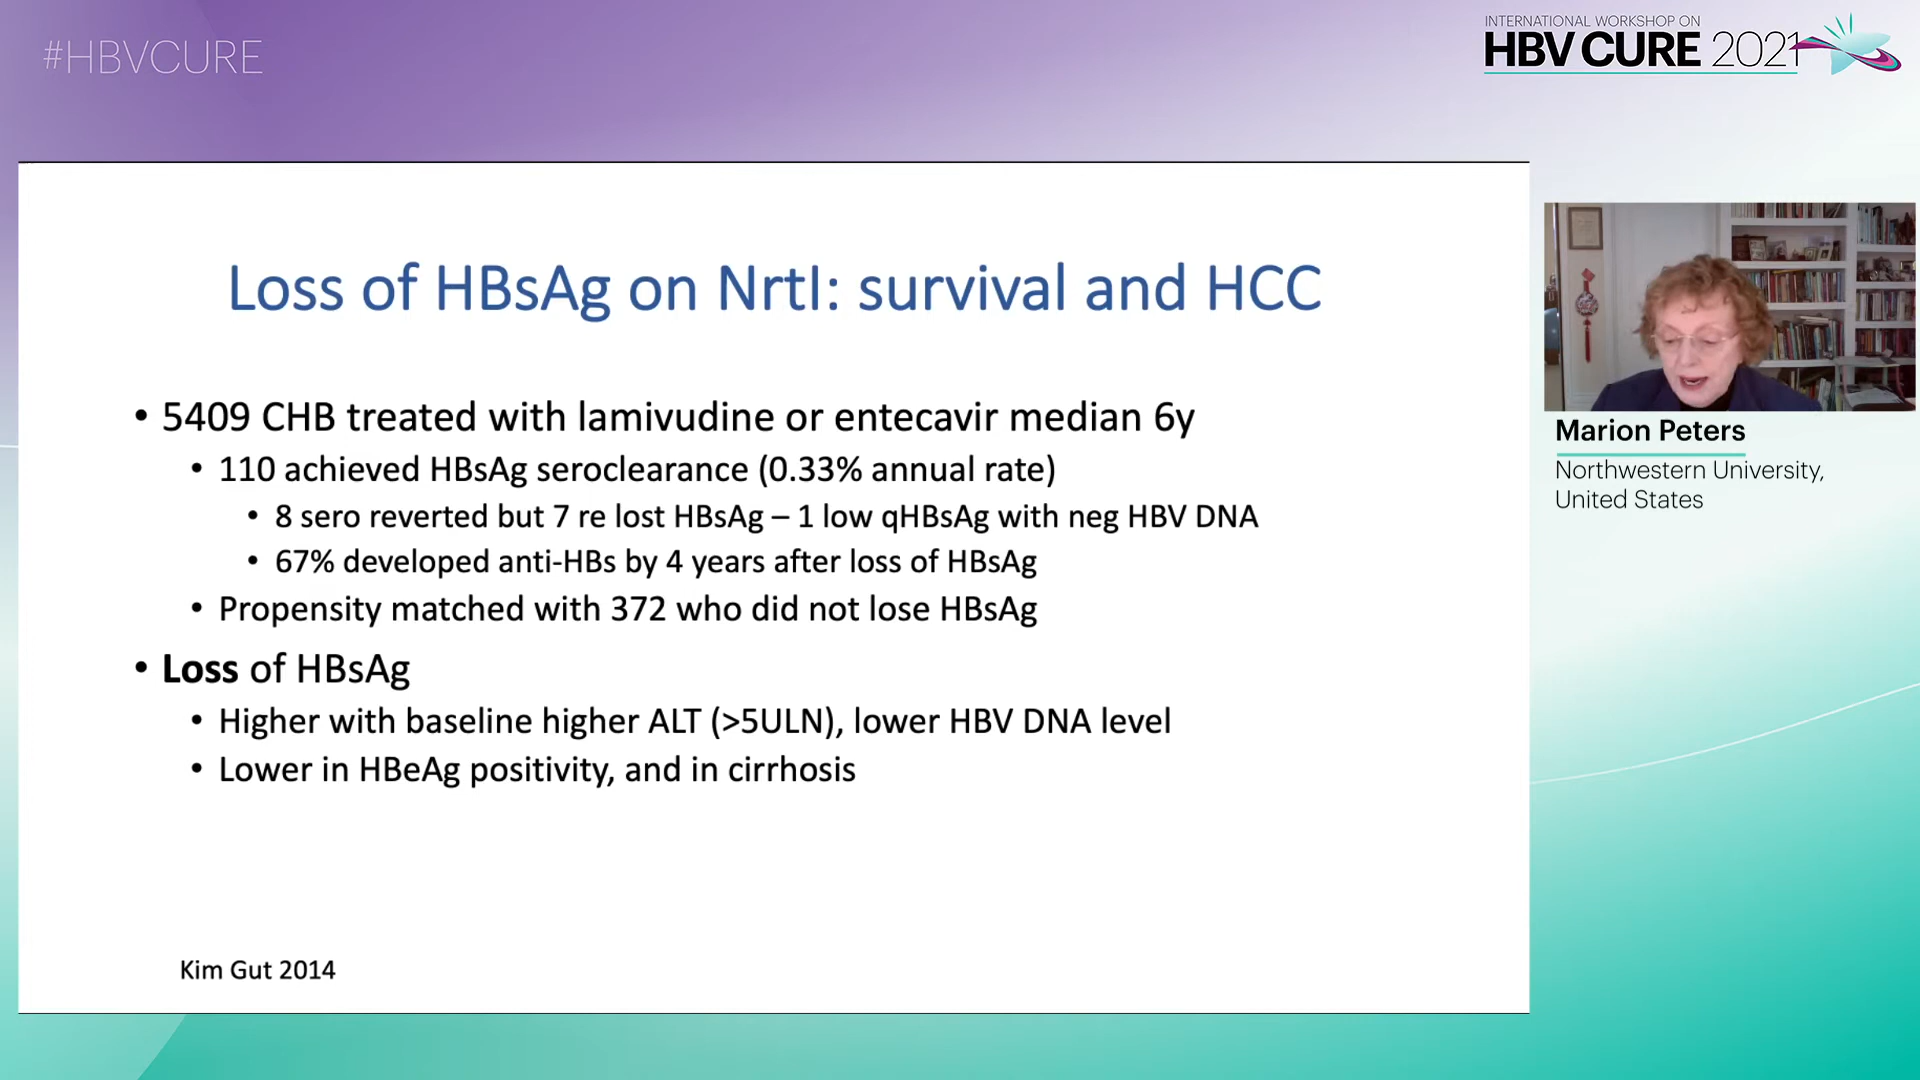 #HBVCURE
INTERNATIONAL WORKSHOP ON
HBV CURE 2021
Loss of HBsAg on NrtI: survival and HCC
• 5409 CHB treated with lamivudine or entecavir median 6y
• 110 achieved HBsAg seroclearance (0.33% annual rate)
• 8 sero reverted but 7 re lost HBsAg – 1 low qHBsAg with neg HBV DNA
• 67% developed anti-HBs by 4 years after loss of HBsAg
• Propensity matched with 372 who did not lose HBsAg
• Loss of HBsAg
• Higher with baseline higher ALT (>5ULN), lower HBV DNA level
• Lower in HBeAg positivity, and in cirrhosis
Kim Gut 2014
Marion Peters
Northwestern University,
United States